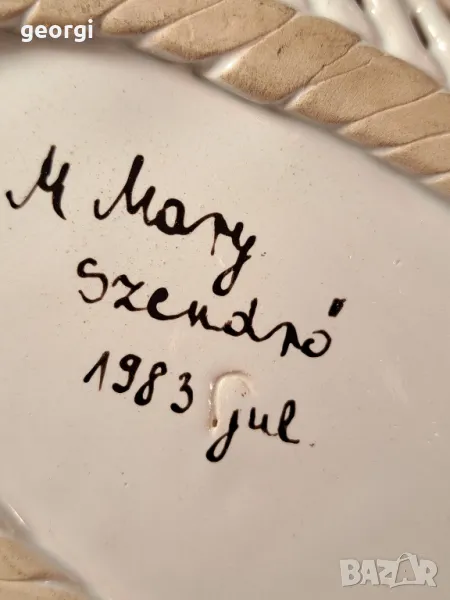 georgi
M Mary
Szendrő
1983 jul.
BAZAR